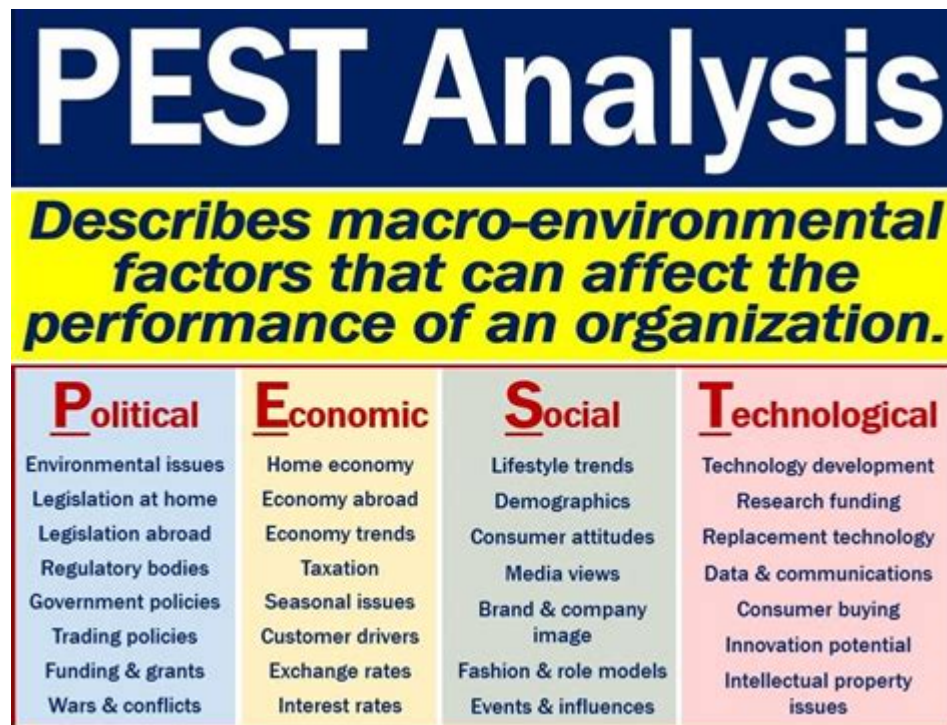 PEST Analysis
Describes macro-environmental
factors that can affect the
performance of an organization.
Political
Environmental issues
Legislation at home
Legislation abroad
Regulatory bodies
Government policies
Trading policies
Funding & grants
Wars & conflicts
Economic
Home economy
Economy abroad
Economy trends
Taxation
Seasonal issues
Customer drivers
Exchange rates
Interest rates
Social
Lifestyle trends
Demographics
Consumer attitudes
Media views
Brand & company
image
Fashion & role models
Events & influences
Technological
Technology development
Research funding
Replacement technology
Data & communications
Consumer buying
Innovation potential
Intellectual property
issues